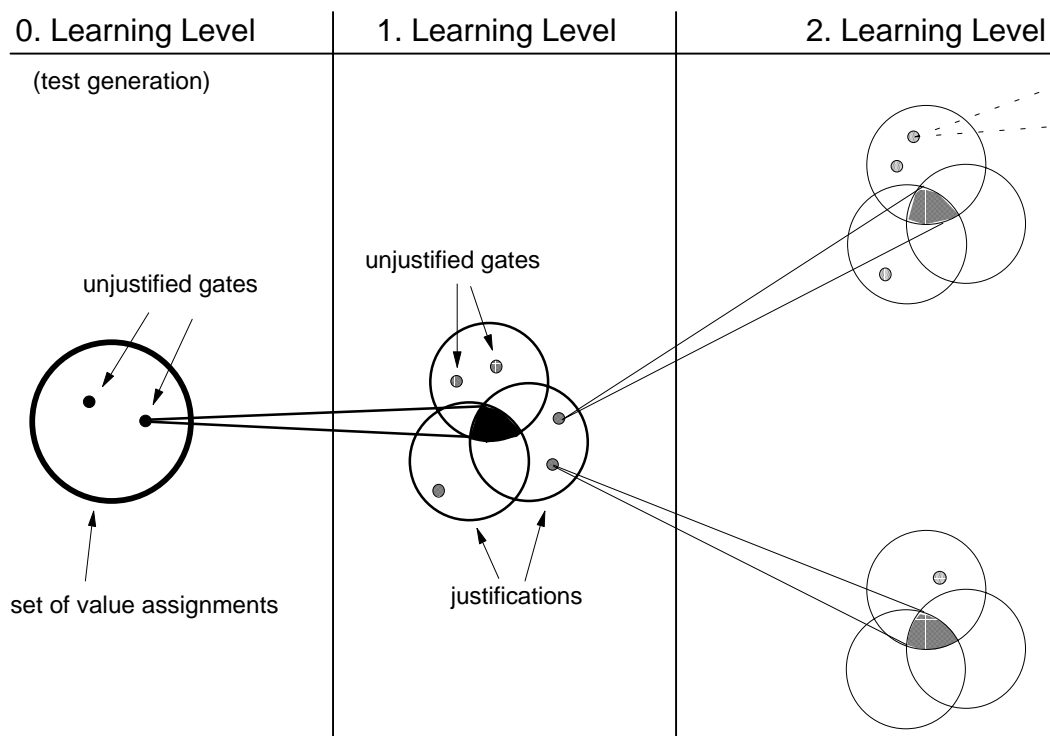 0. Learning Level
1. Learning Level
2. Learning Level
(test generation)
unjustified gates
unjustified gates
set of value assignments
justifications